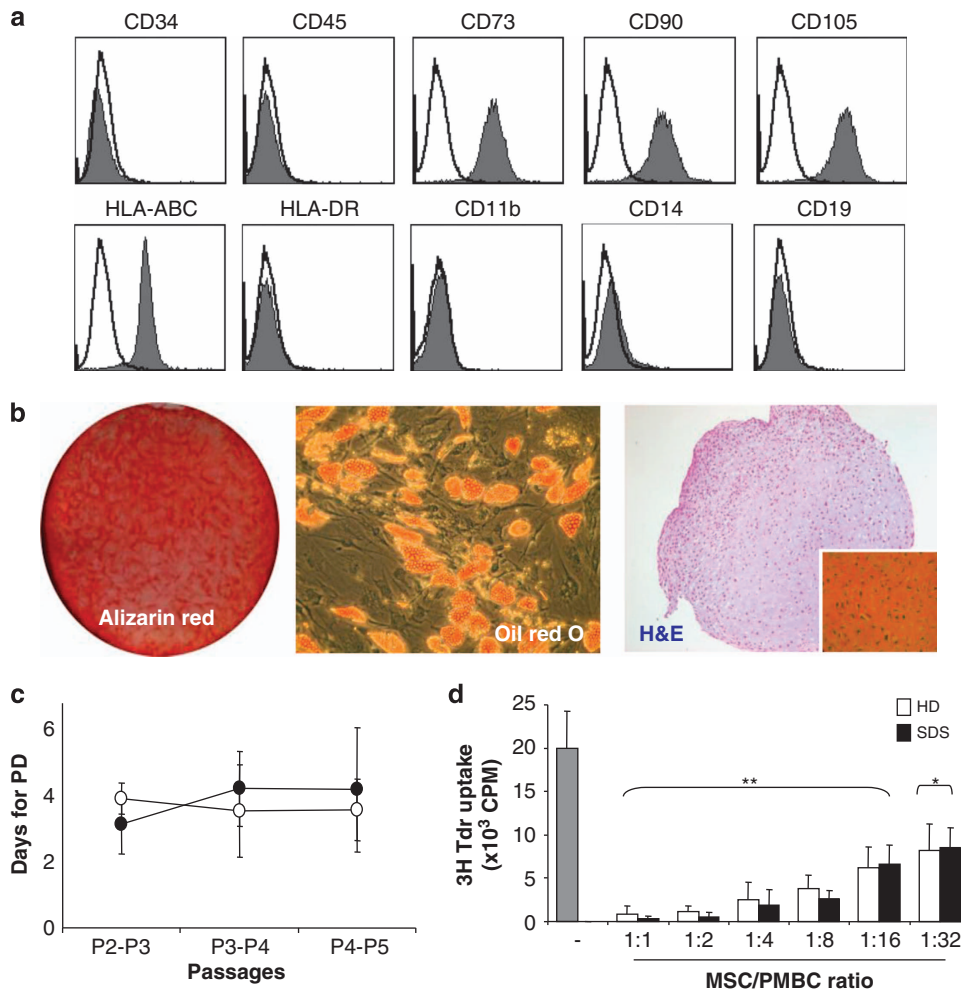 a
CD34 CD45 CD73 CD90 CD105
HLA-ABC HLA-DR CD11b CD14 CD19
b
Alizarin red
Oil red O
H&E
c
Days for PD
6
4
2
0
P2-P3 P3-P4 P4-P5
Passages
d
3H Tdr uptake
(x10³ CPM)
25
20
15
10
5
0
HD
SDS
**
*
- 1:1 1:2 1:4 1:8 1:16 1:32
MSC/PMBC ratio